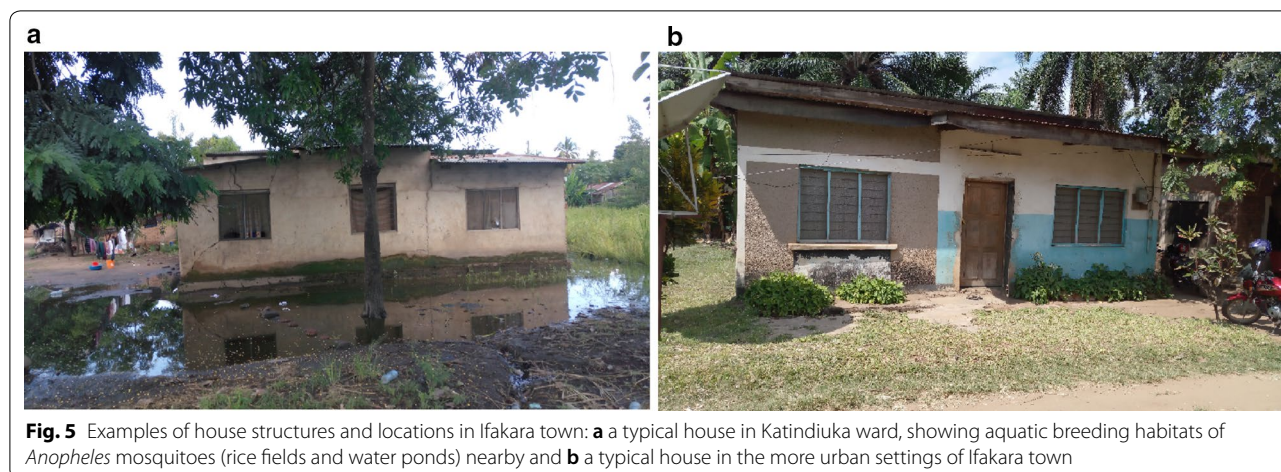 a
b
Fig. 5 Examples of house structures and locations in Ifakara town: a a typical house in Katindiuka ward, showing aquatic breeding habitats of
Anopheles mosquitoes (rice fields and water ponds) nearby and b a typical house in the more urban settings of Ifakara town